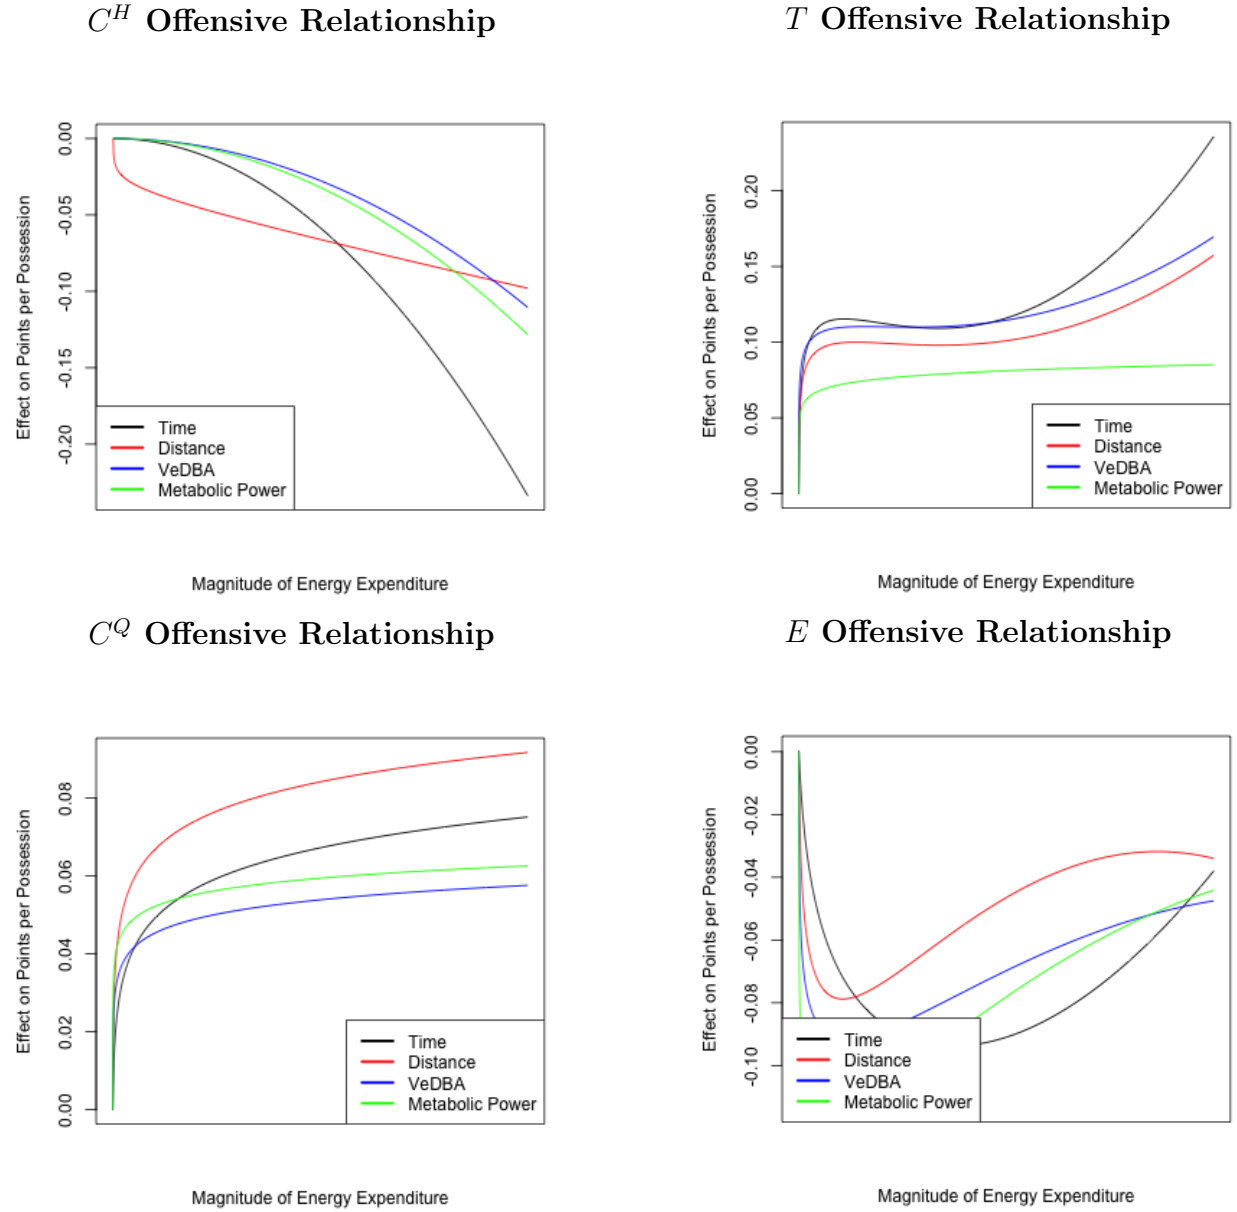 C^H Offensive Relationship
T Offensive Relationship
Effect on Points per Possession
0.00
-0.05
-0.10
-0.15
-0.20
Time
Distance
VeDBA
Metabolic Power
Magnitude of Energy Expenditure
Effect on Points per Possession
0.20
0.15
0.10
0.05
0.00
Time
Distance
VeDBA
Metabolic Power
Magnitude of Energy Expenditure
C^Q Offensive Relationship
E Offensive Relationship
Effect on Points per Possession
0.08
0.06
0.04
0.02
0.00
Time
Distance
VeDBA
Metabolic Power
Magnitude of Energy Expenditure
Effect on Points per Possession
0.00
-0.02
-0.04
-0.06
-0.08
-0.10
Time
Distance
VeDBA
Metabolic Power
Magnitude of Energy Expenditure